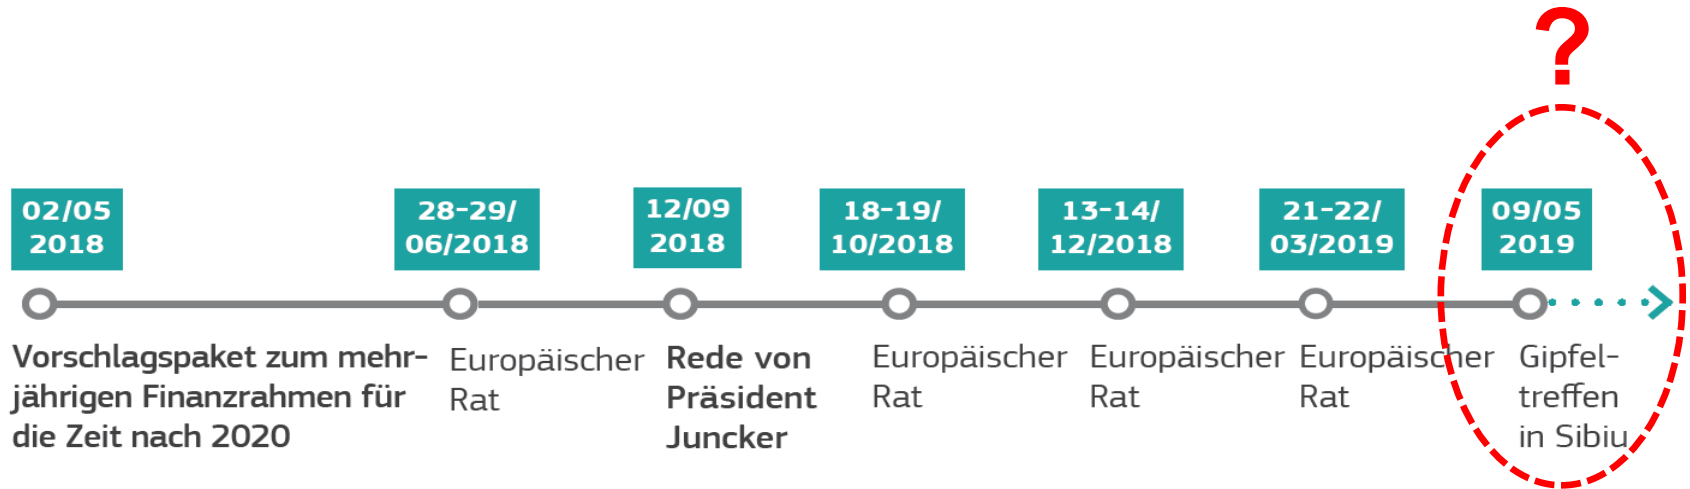 ?
02/05
2018
28-29/
06/2018
12/09
2018
18-19/
10/2018
13-14/
12/2018
21-22/
03/2019
09/05
2019
Vorschlagspaket zum mehr-
jährigen Finanzrahmen für
die Zeit nach 2020
Europäischer
Rat
Rede von
Präsident
Juncker
Europäischer
Rat
Europäischer
Rat
Europäischer
Rat
Gipfel-
treffen
in Sibiu